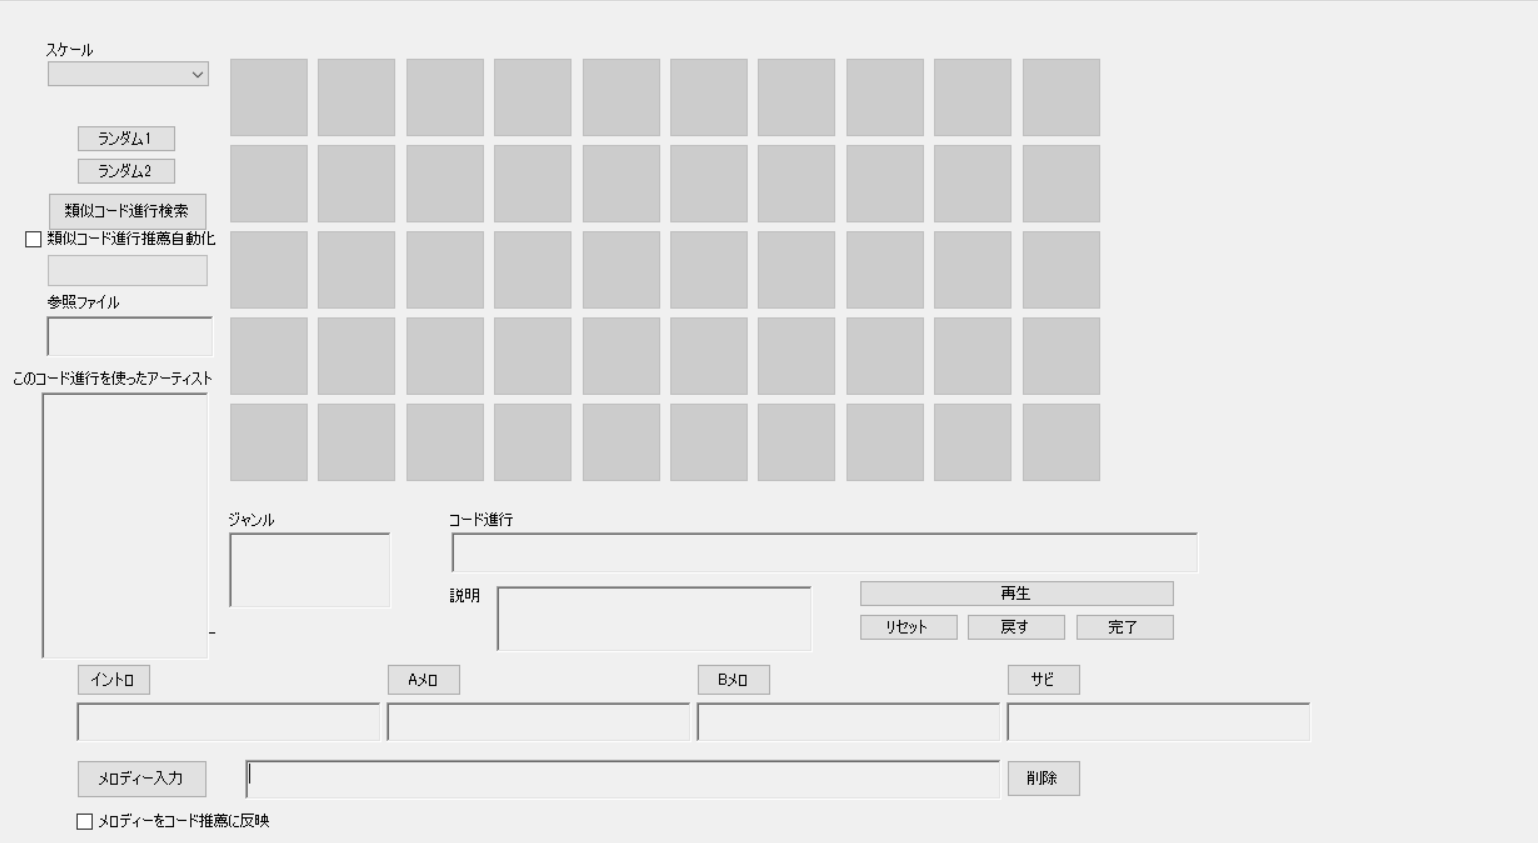 スケール
ランダム1
ランダム2
類似コード進行検索
類似コード進行推薦自動化
参照ファイル
このコード進行を使ったアーティスト
ジャンル
コード進行
説明
再生
リセット
戻す
完了
イントロ
Aメロ
Bメロ
サビ
メロディー入力
削除
メロディーをコード推薦に反映